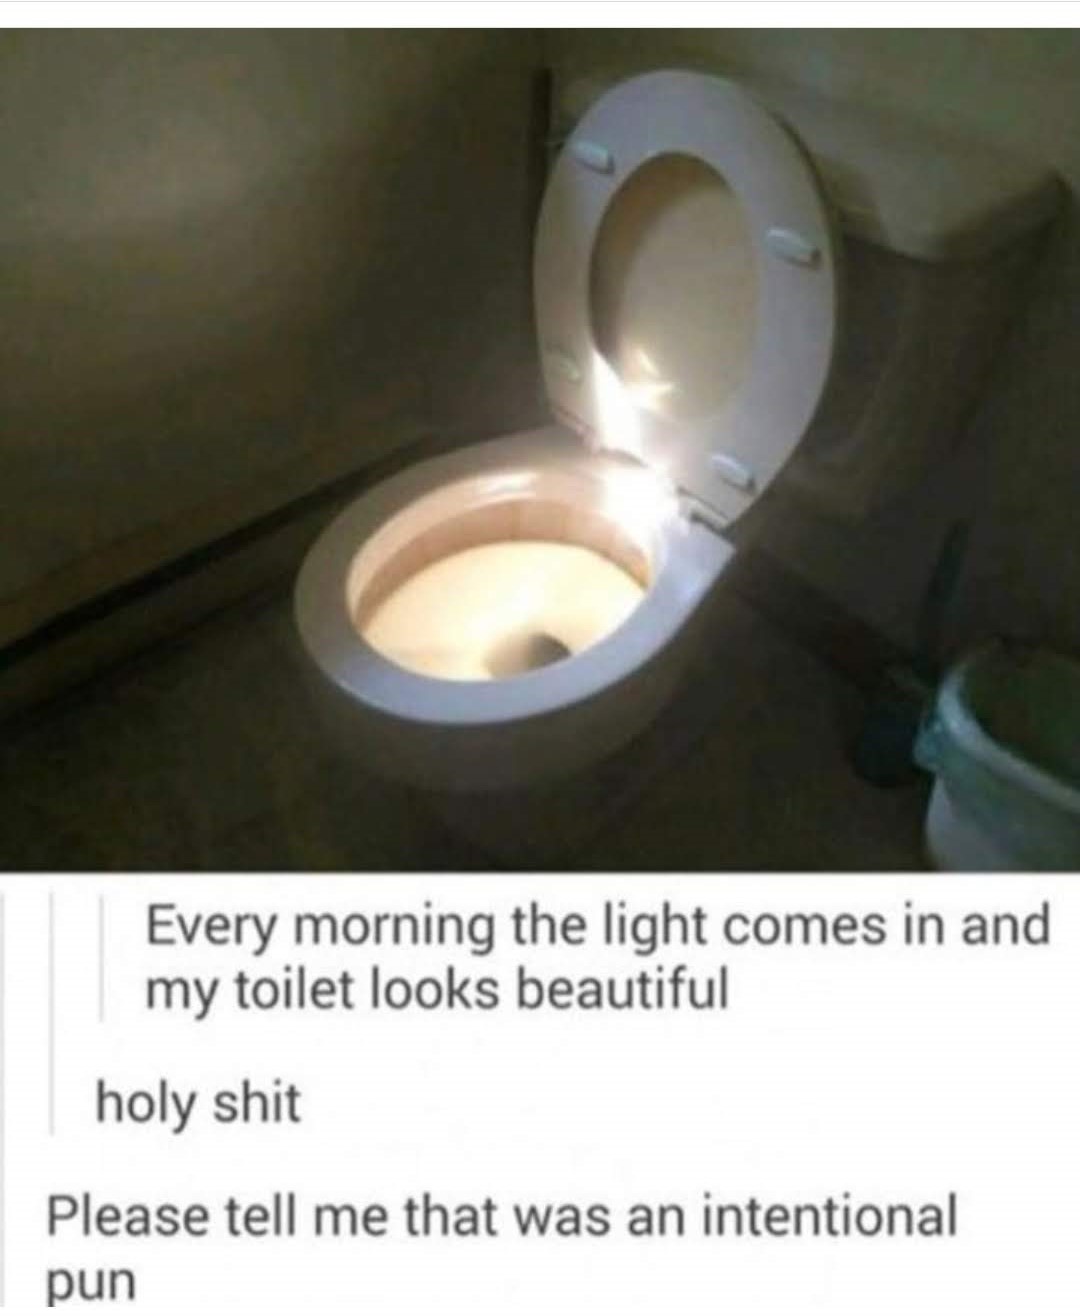 Every morning the light comes in and
my toilet looks beautiful
holy shit
Please tell me that was an intentional
pun